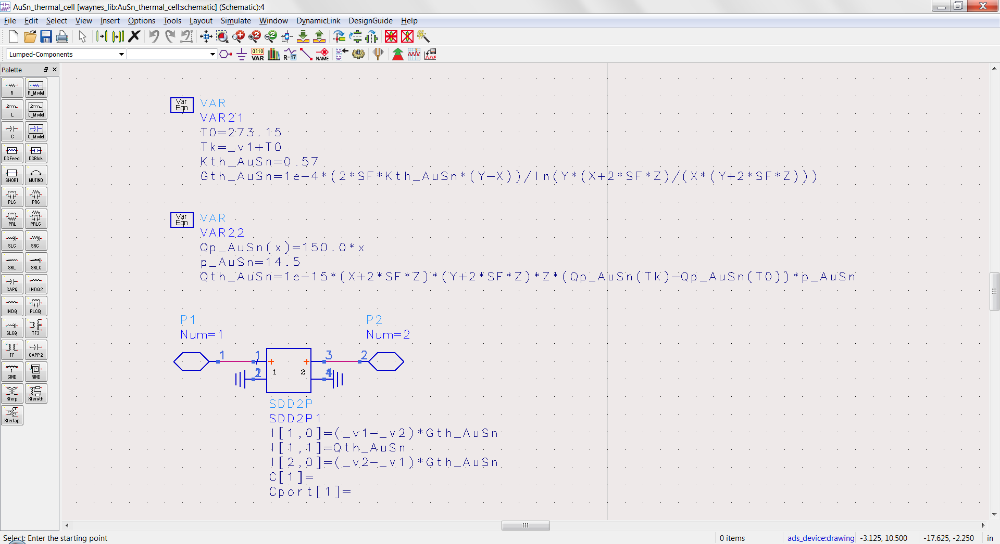 AuSn_thermal_cell [waynes_lib:AuSn_thermal_cell:schematic] (Schematic):4
File Edit Select View Insert Options Tools Layout Simulate Window DynamicLink DesignGuide Help
Lumped-Components
0110 VAR R=I7 NAME
Palette
R R_Model
L L_Model
C C_Model
DCFeed DCBlck
SHORT MUTIND
PLC PRC
PRL PRLC
SLC SRC
SRL SRLC
CAPQ INDQ2
INDQ PLCQ
SLCQ TF3
TF CAPP2
CIND RIND
Xferp Xferuth
Xfertap
Var Eqn
VAR
VAR21
T0=273.15
Tk=_v1+T0
Kth_AuSn=0.57
Gth_AuSn=1e-4*(2*SF*Kth_AuSn*(Y-X))/ln(Y*(X+2*SF*Z)/(X*(Y+2*SF*Z)))
Var Eqn
VAR
VAR22
Qp_AuSn(x)=150.0*x
p_AuSn=14.5
Qth_AuSn=1e-15*(X+2*SF*Z)*(Y+2*SF*Z)*Z*(Qp_AuSn(Tk)-Qp_AuSn(T0))*p_AuSn
P1
Num=1
P2
Num=2
1 1 3 2
1 2
SDD2P
SDD2P1
I[1,0]=(_v1-_v2)*Gth_AuSn
I[1,1]=Qth_AuSn
I[2,0]=(_v2-_v1)*Gth_AuSn
C[1]=
Cport[1]=
Select: Enter the starting point
0 items
ads_device:drawing
-3.125, 10.500
-17.625, -2.250
in